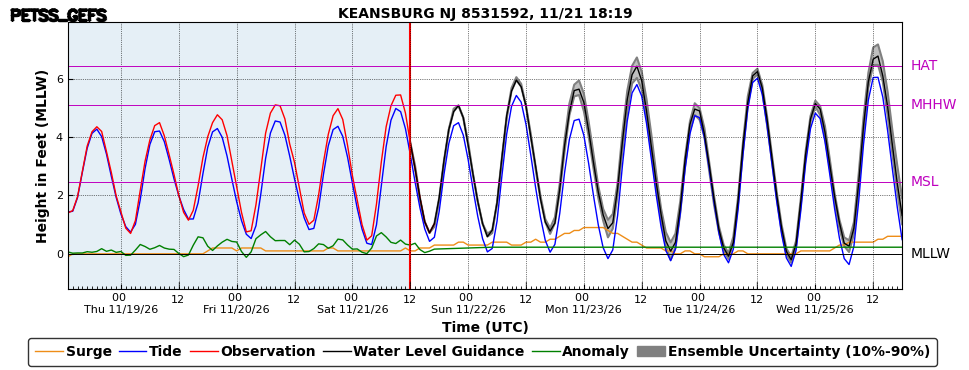 PETSS_GEFS
KEANSBURG NJ 8531592, 11/21 18:19
Height in Feet (MLLW)
6
4
2
0
HAT
MHHW
MSL
MLLW
00 12 00 12 00 12 00 12 00 12 00 12 00 12
Thu 11/19/26 Fri 11/20/26 Sat 11/21/26 Sun 11/22/26 Mon 11/23/26 Tue 11/24/26 Wed 11/25/26
Time (UTC)
Surge Tide Observation Water Level Guidance Anomaly Ensemble Uncertainty (10%-90%)